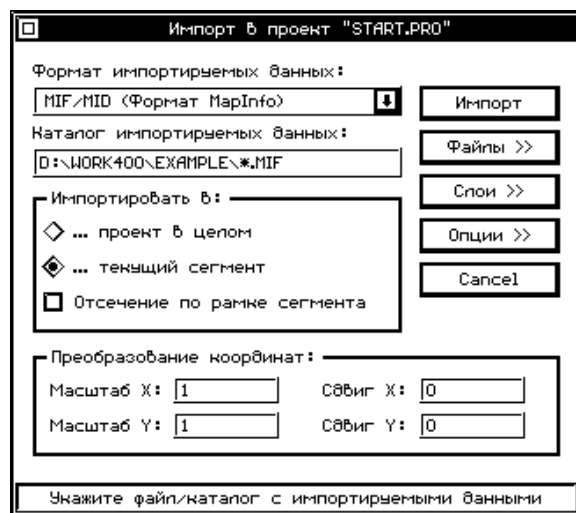 Импорт в проект "START.PRO"
Формат импортируемых данных:
MIF/MID (Формат MapInfo)
Импорт
Каталог импортируемых данных:
Файлы >>
D:\WORK400\EXAMPLE\*.MIF
Слои >>
Импортировать в:
... проект в целом
Опции >>
... текущий сегмент
Cancel
Отсечение по рамке сегмента
Преобразование координат:
Масштаб X: 1 Сдвиг X: 0
Масштаб Y: 1 Сдвиг Y: 0
Укажите файл/каталог с импортируемыми данными